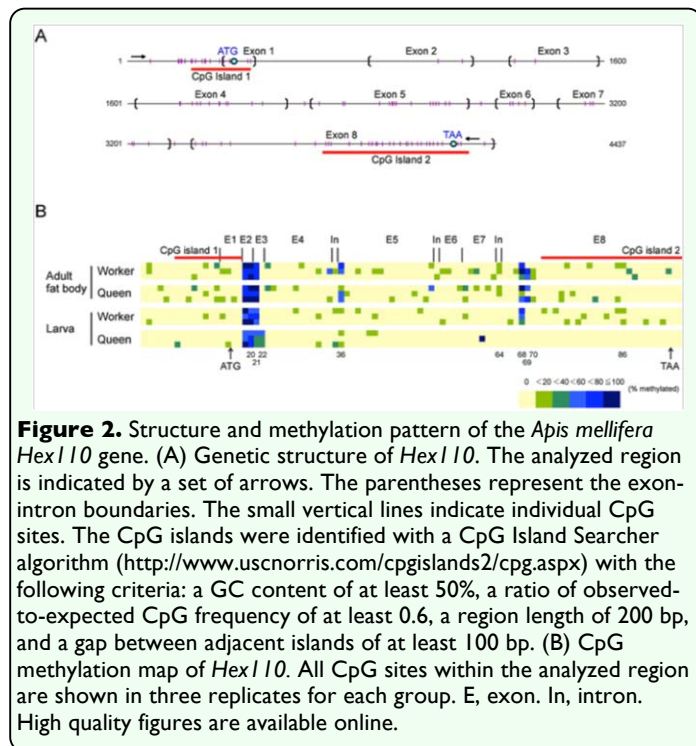 A
ATG Exon 1 Exon 2 Exon 3
1 1600
CpG Island 1
Exon 4 Exon 5 Exon 6 Exon 7
1601 3200
Exon 8 TAA
3201 4437
CpG Island 2
B
CpG island 1 E1 E2 E3 E4 In E5 In E6 E7 In E8 CpG island 2
Adult fat body Worker
Queen
Larva Worker
Queen
ATG 20 21 22 36 64 68 69 70 86 TAA
0 <20 <40 <60 <80 ≦100 (% methylated)
Figure 2. Structure and methylation pattern of the Apis mellifera
Hex110 gene. (A) Genetic structure of Hex110. The analyzed region
is indicated by a set of arrows. The parentheses represent the exon-
intron boundaries. The small vertical lines indicate individual CpG
sites. The CpG islands were identified with a CpG Island Searcher
algorithm (http://www.uscnorris.com/cpgislands2/cpg.aspx) with the
following criteria: a GC content of at least 50%, a ratio of observed-
to-expected CpG frequency of at least 0.6, a region length of 200 bp,
and a gap between adjacent islands of at least 100 bp. (B) CpG
methylation map of Hex110. All CpG sites within the analyzed region
are shown in three replicates for each group. E, exon. In, intron.
High quality figures are available online.